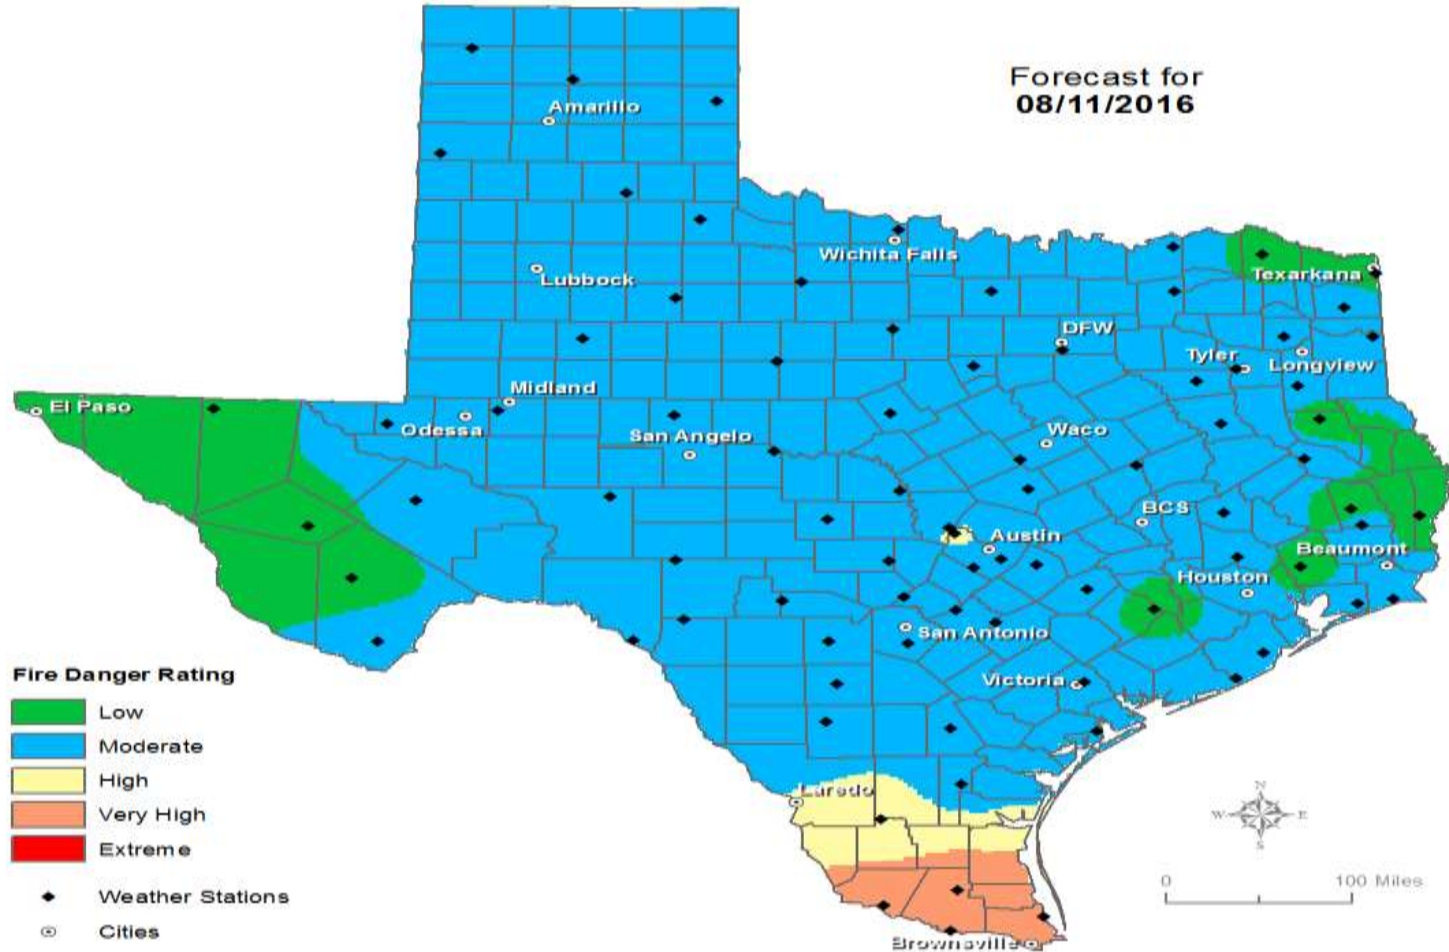 Forecast for
08/11/2016
Amarillo
Wichita Falls
Lubbock
Texarkana
DFW
Tyler
Longview
Midland
El Paso
Odessa
San Angelo
Waco
BCS
Austin
Beaumont
Houston
San Antonio
Victoria
Laredo
Brownsville
Fire Danger Rating
Low
Moderate
High
Very High
Extreme
Weather Stations
Cities
N
W
E
S
0
100 Miles